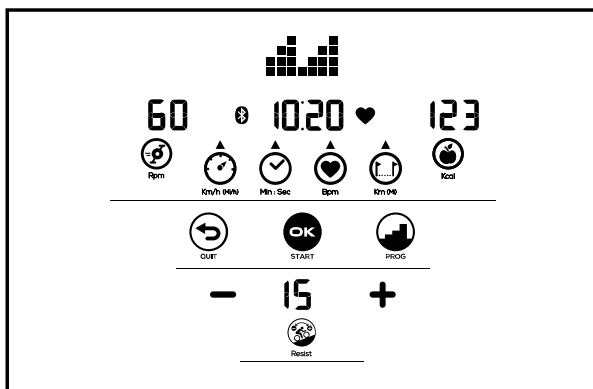 60 10:20 123
Rpm Km/h (Mi/h) Min : Sec Bpm Km (M) Kcal
OK
QUIT START PROG
− 15 +
Resist